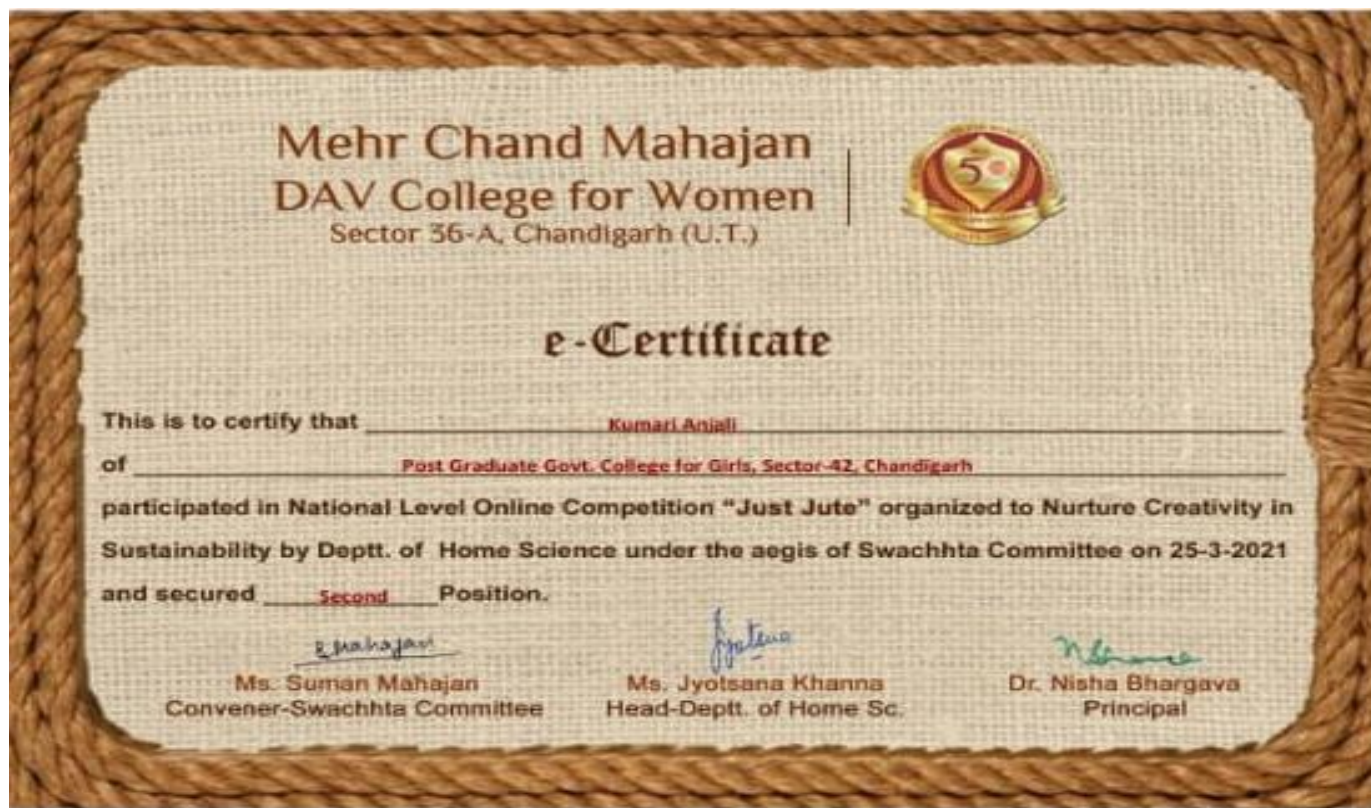 Mehr Chand Mahajan
DAV College for Women
Sector 36-A, Chandigarh (U.T.)
50
e-Certificate
This is to certify that Kumari Anjali
of Post Graduate Govt. College for Girls, Sector-42, Chandigarh
participated in National Level Online Competition "Just Jute" organized to Nurture Creativity in
Sustainability by Deptt. of Home Science under the aegis of Swachhta Committee on 25-3-2021
and secured Second Position.
Mahajan Jyotsna
Ms. Suman Mahajan Ms. Jyotsana Khanna Dr. Nisha Bhargava
Convener-Swachhta Committee Head-Deptt. of Home Sc. Principal